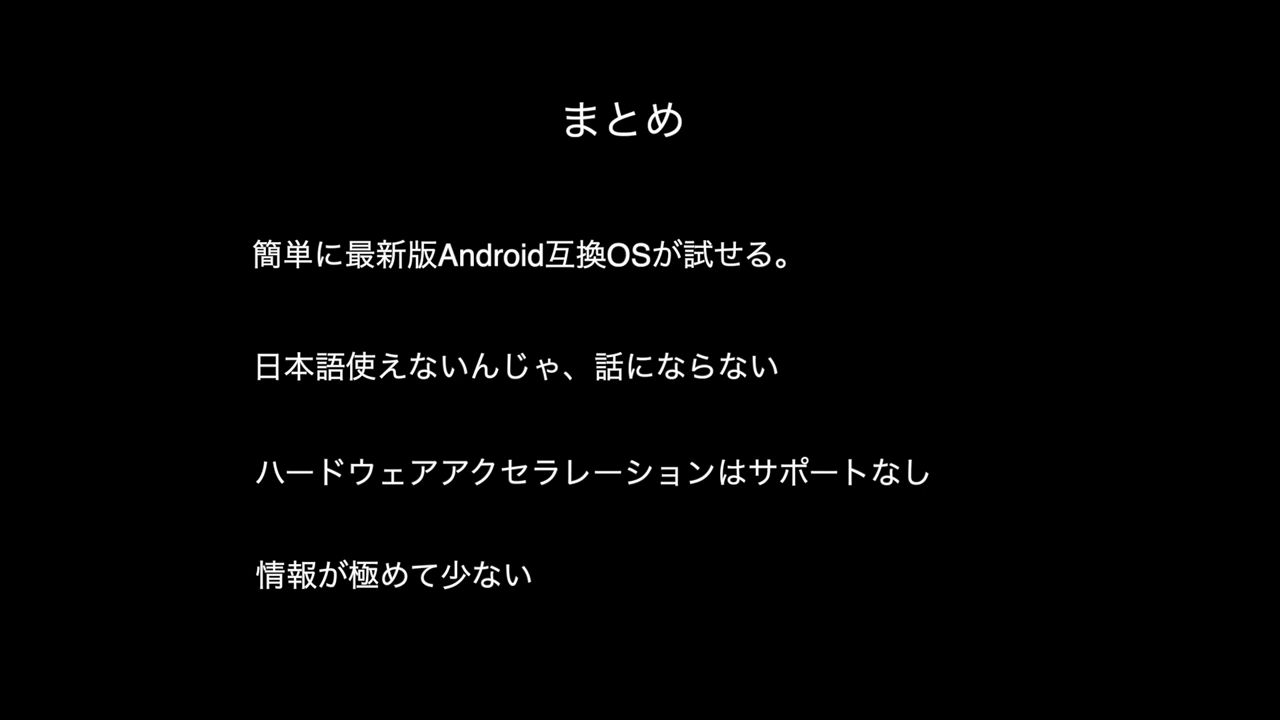 まとめ
簡単に最新版Android互換OSが試せる。
日本語使えないんじゃ、話にならない
ハードウェアアクセラレーションはサポートなし
情報が極めて少ない